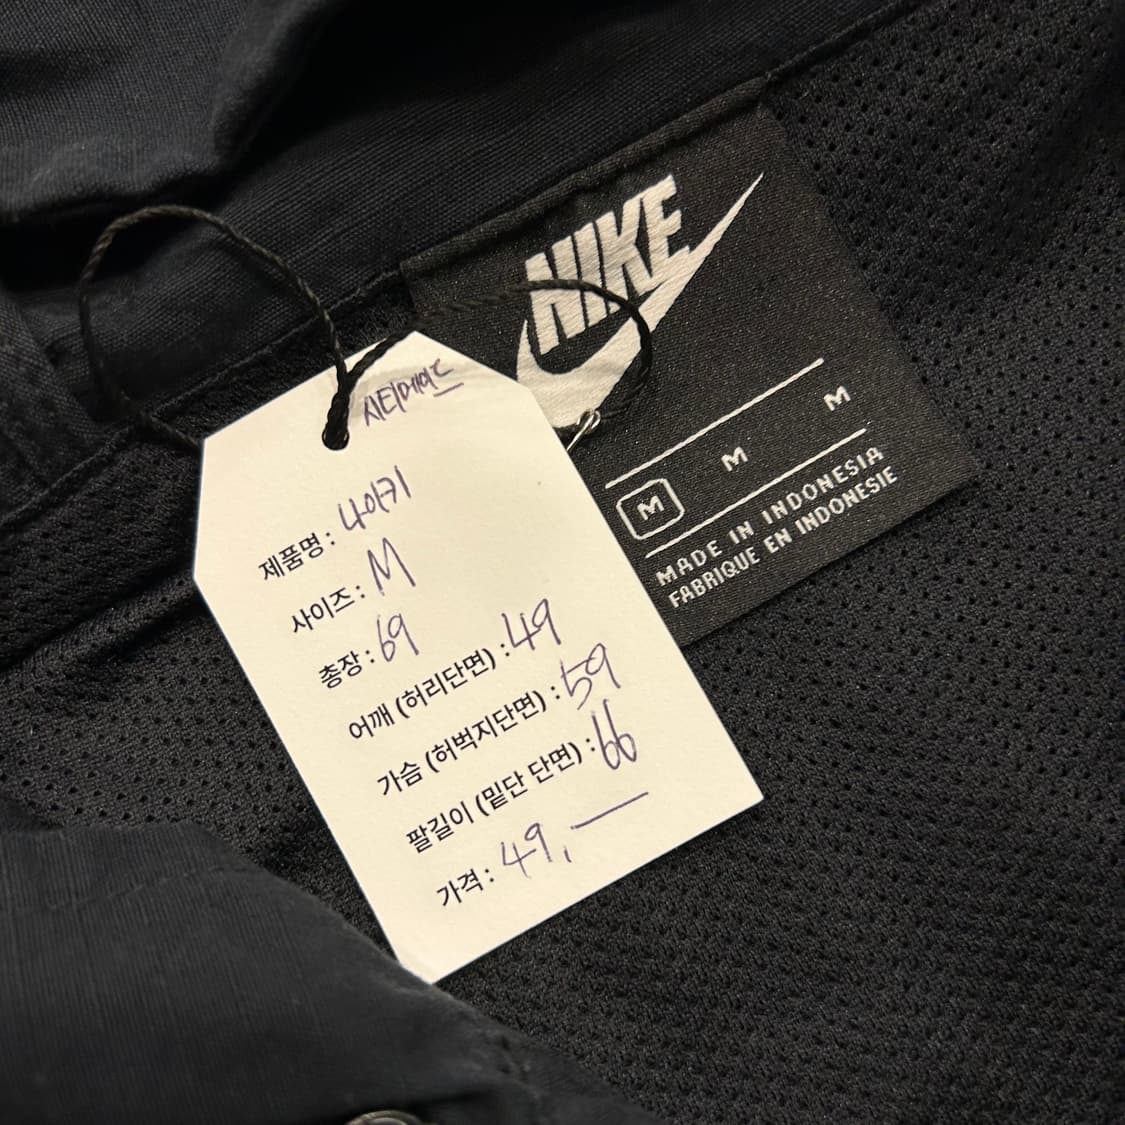 NIKE
M M M
MADE IN INDONESIA
FABRIQUE EN INDONESIE
시티메이드
제품명 : 나이키
사이즈 : M
총장 : 69
어깨 (허리단면) : 49
가슴 (허벅지단면) : 59
팔길이 (밑단 단면) : 66
가격 : 49,—